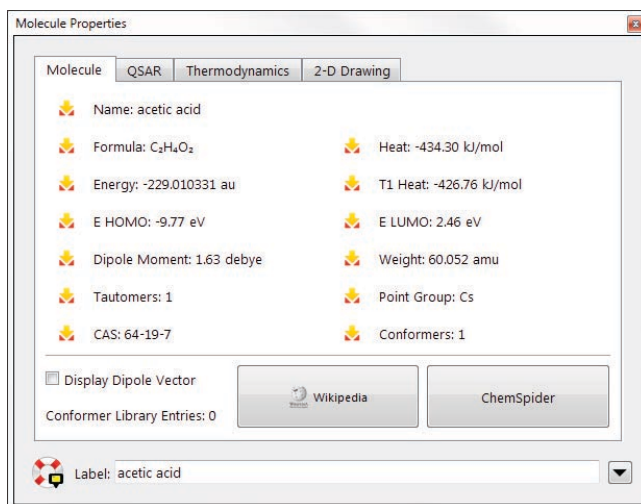 Molecule Properties
Molecule QSAR Thermodynamics 2-D Drawing
Name: acetic acid
Formula: C₂H₄O₂ Heat: -434.30 kJ/mol
Energy: -229.010331 au T1 Heat: -426.76 kJ/mol
E HOMO: -9.77 eV E LUMO: 2.46 eV
Dipole Moment: 1.63 debye Weight: 60.052 amu
Tautomers: 1 Point Group: Cs
CAS: 64-19-7 Conformers: 1
Display Dipole Vector
Wikipedia ChemSpider
Conformer Library Entries: 0
Label: acetic acid